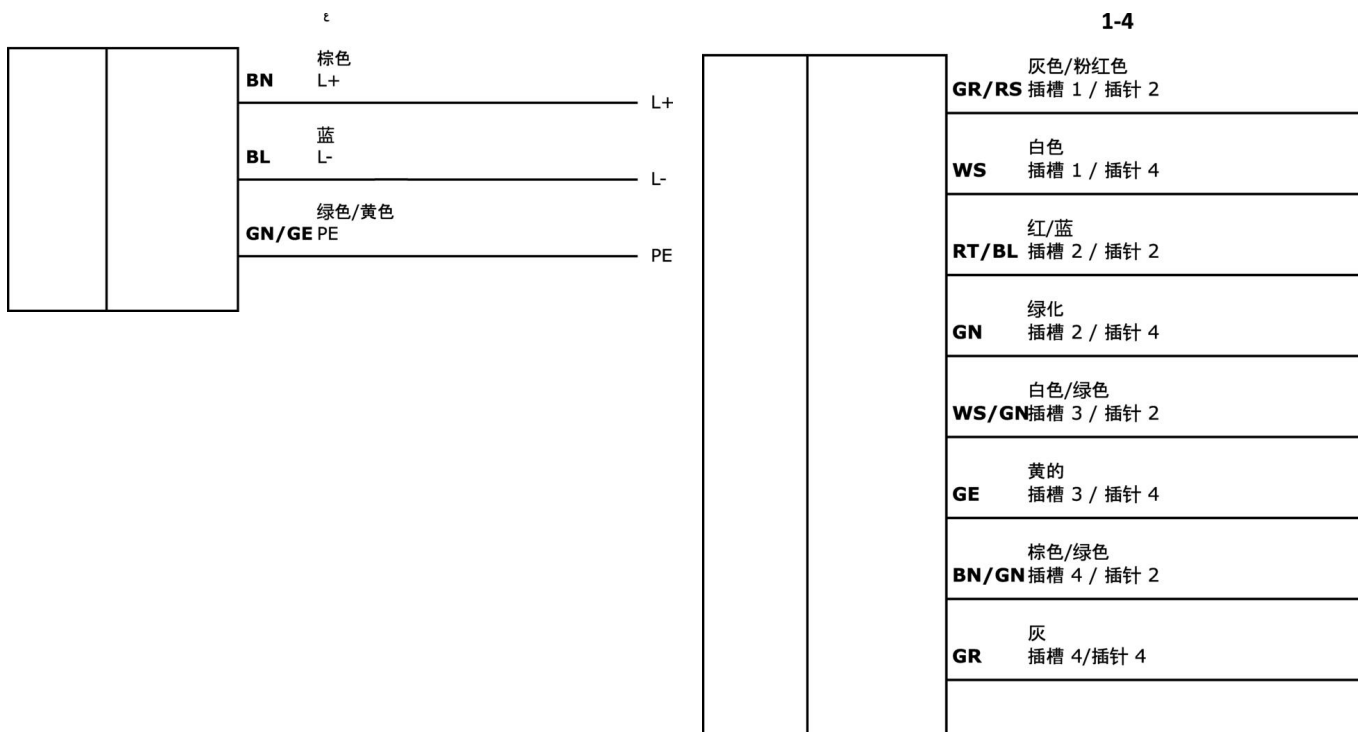 ع
棕色
BN L+
L+
蓝
BL L-
L-
绿色/黄色
GN/GE PE
PE
1-4
灰色/粉红色
GR/RS 插槽 1 / 插针 2
白色
WS 插槽 1 / 插针 4
红/蓝
RT/BL 插槽 2 / 插针 2
绿化
GN 插槽 2 / 插针 4
白色/绿色
WS/GN 插槽 3 / 插针 2
黄的
GE 插槽 3 / 插针 4
棕色/绿色
BN/GN 插槽 4 / 插针 2
灰
GR 插槽 4/插针 4